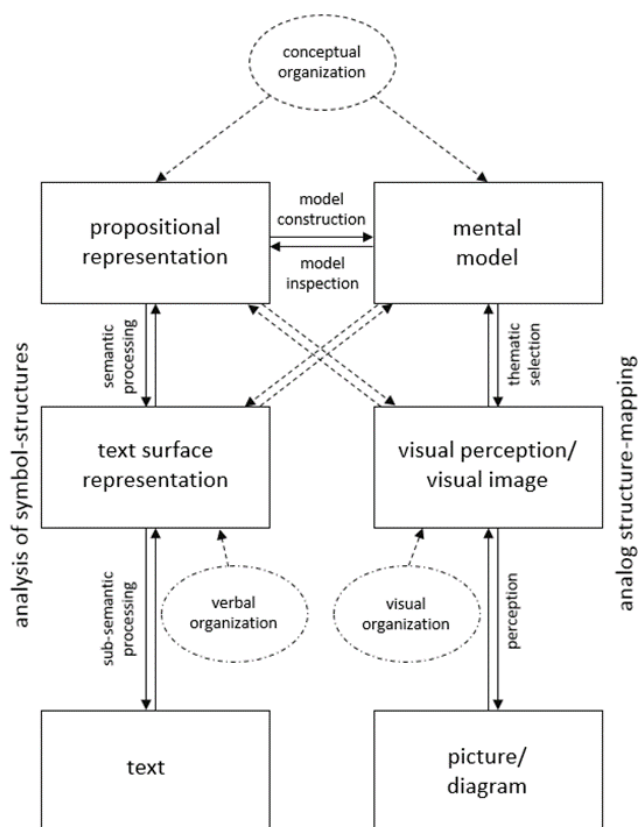 conceptual
organization
propositional
representation
model
construction
model
inspection
mental
model
analysis of symbol-structures
semantic
processing
thematic
selection
analog structure-mapping
text surface
representation
visual perception/
visual image
sub-semantic
processing
verbal
organization
visual
organization
perception
text
picture/
diagram